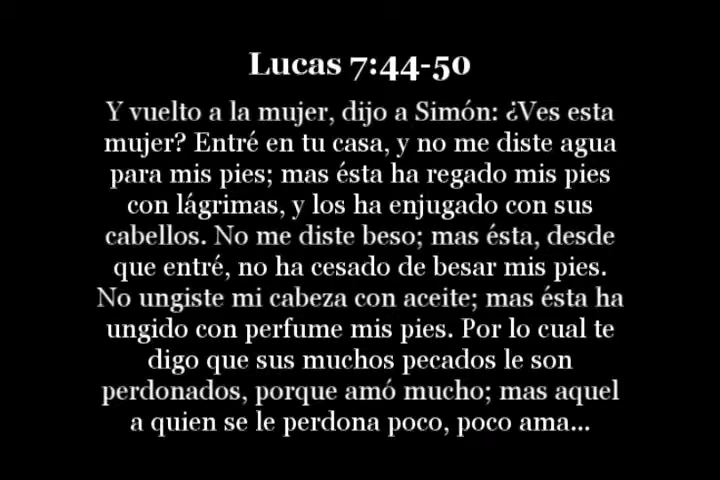 Lucas 7:44-50
Y vuelto a la mujer, dijo a Simón: ¿Ves esta
mujer? Entré en tu casa, y no me diste agua
para mis pies; mas ésta ha regado mis pies
con lágrimas, y los ha enjugado con sus
cabellos. No me diste beso; mas ésta, desde
que entré, no ha cesado de besar mis pies.
No ungiste mi cabeza con aceite; mas ésta ha
ungido con perfume mis pies. Por lo cual te
digo que sus muchos pecados le son
perdonados, porque amó mucho; mas aquel
a quien se le perdona poco, poco ama...